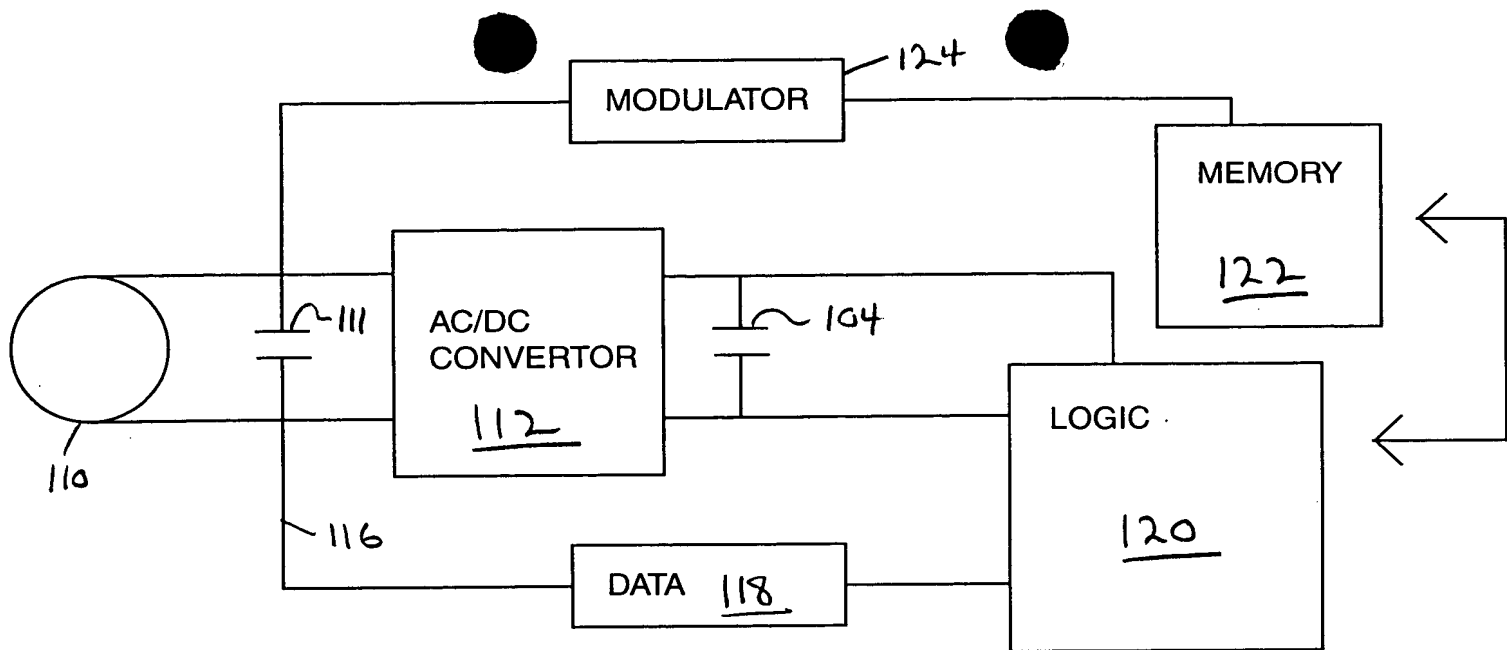 124
MODULATOR
MEMORY
122
111
AC/DC
CONVERTOR
112
104
LOGIC
120
110
116
DATA 118